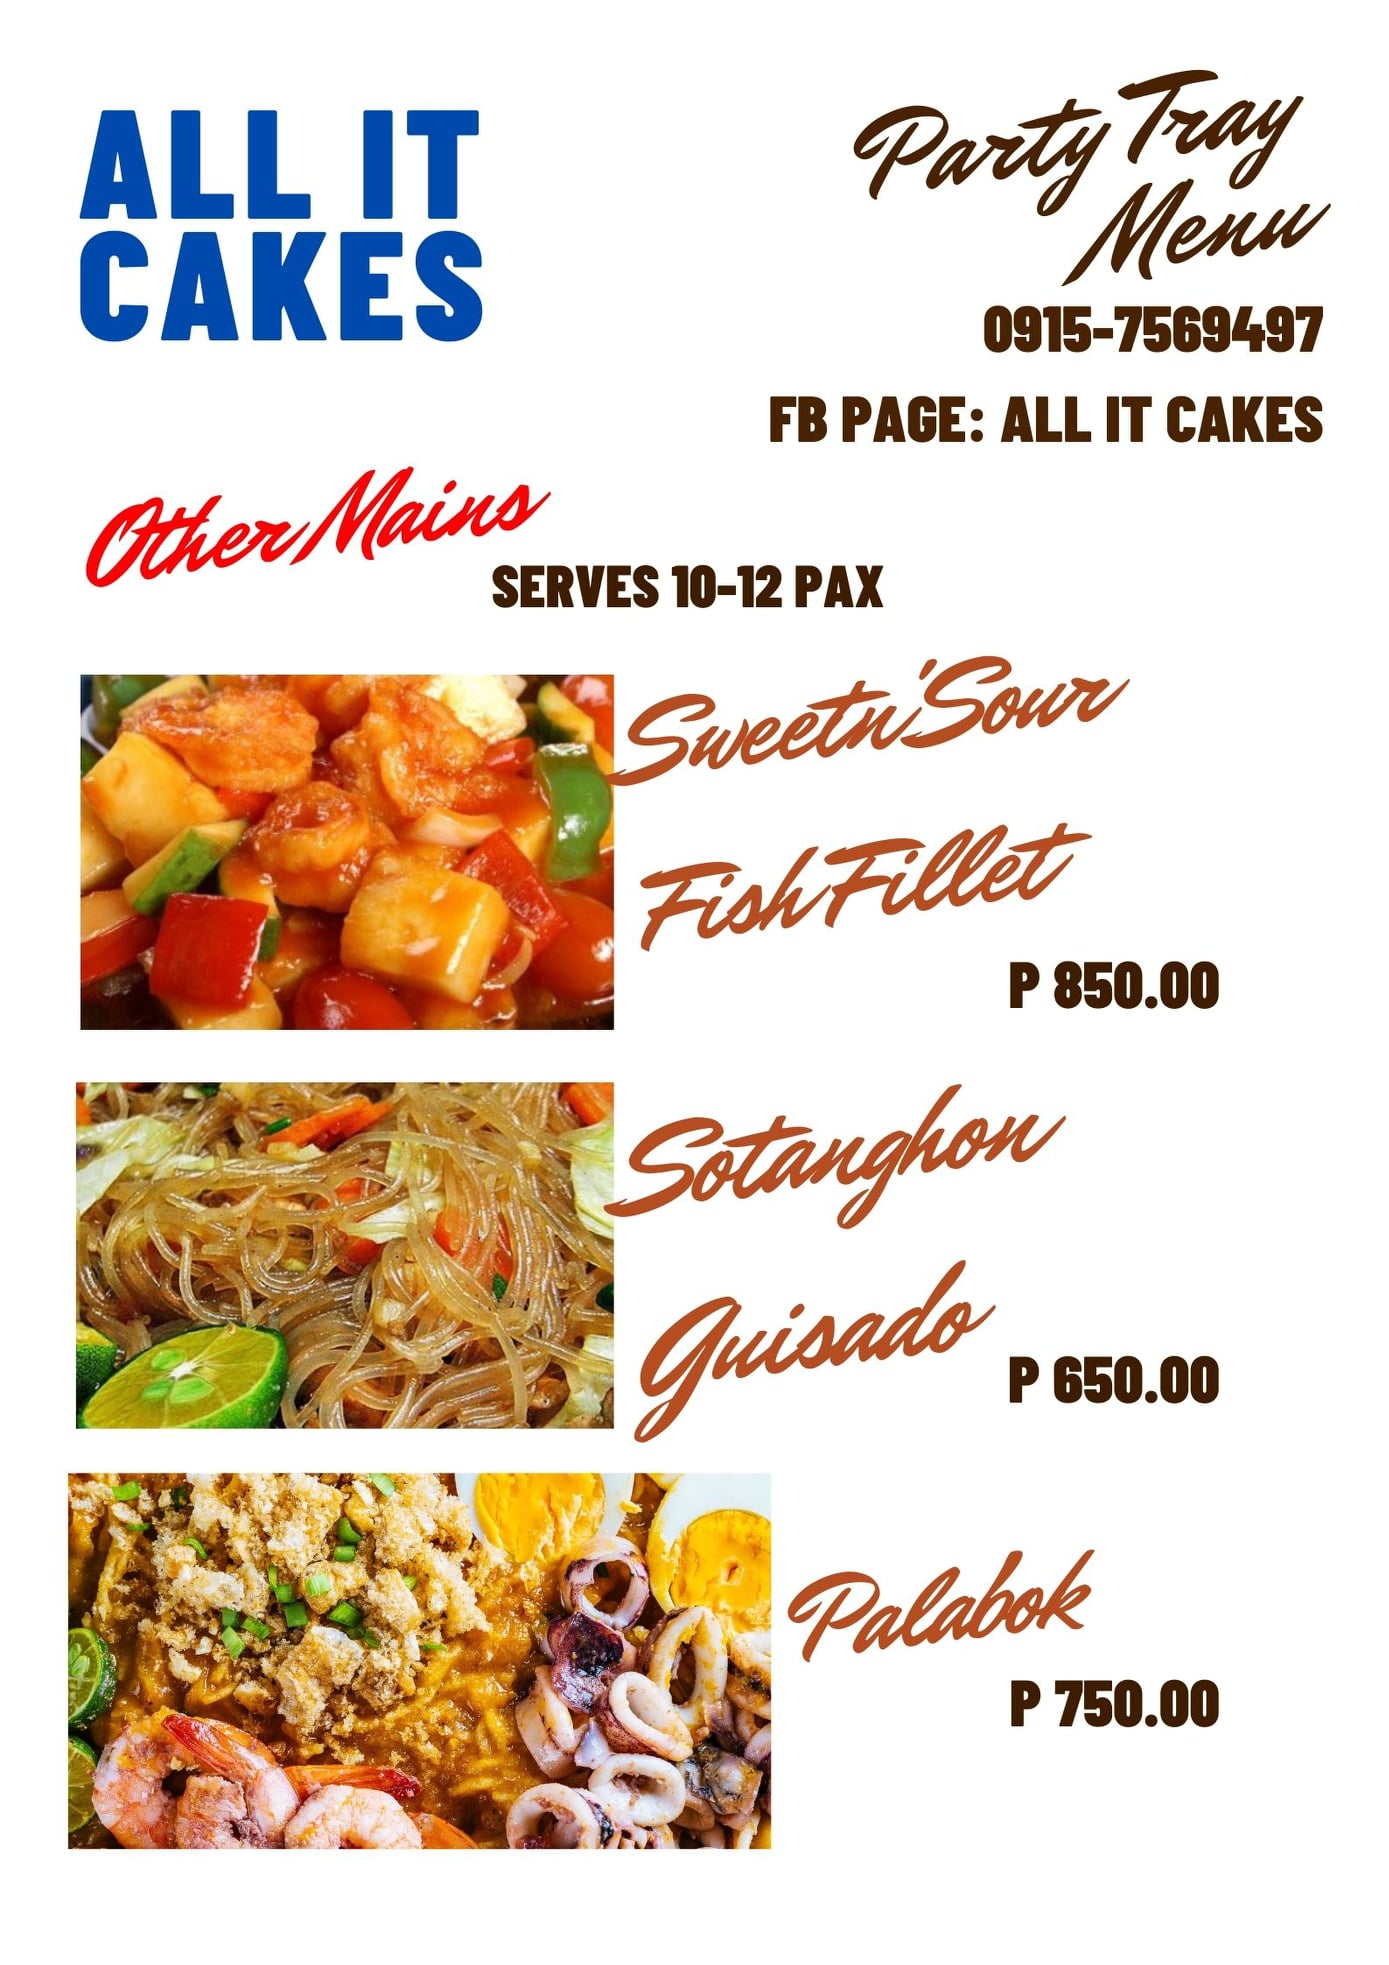 ALL IT
CAKES
Party Tray
Menu
0915-7569497
FB PAGE: ALL IT CAKES
Other Mains
SERVES 10-12 PAX
Sweetn'Sour
Fish Fillet
P 850.00
Sotanghon
Guisado
P 650.00
Palabok
P 750.00